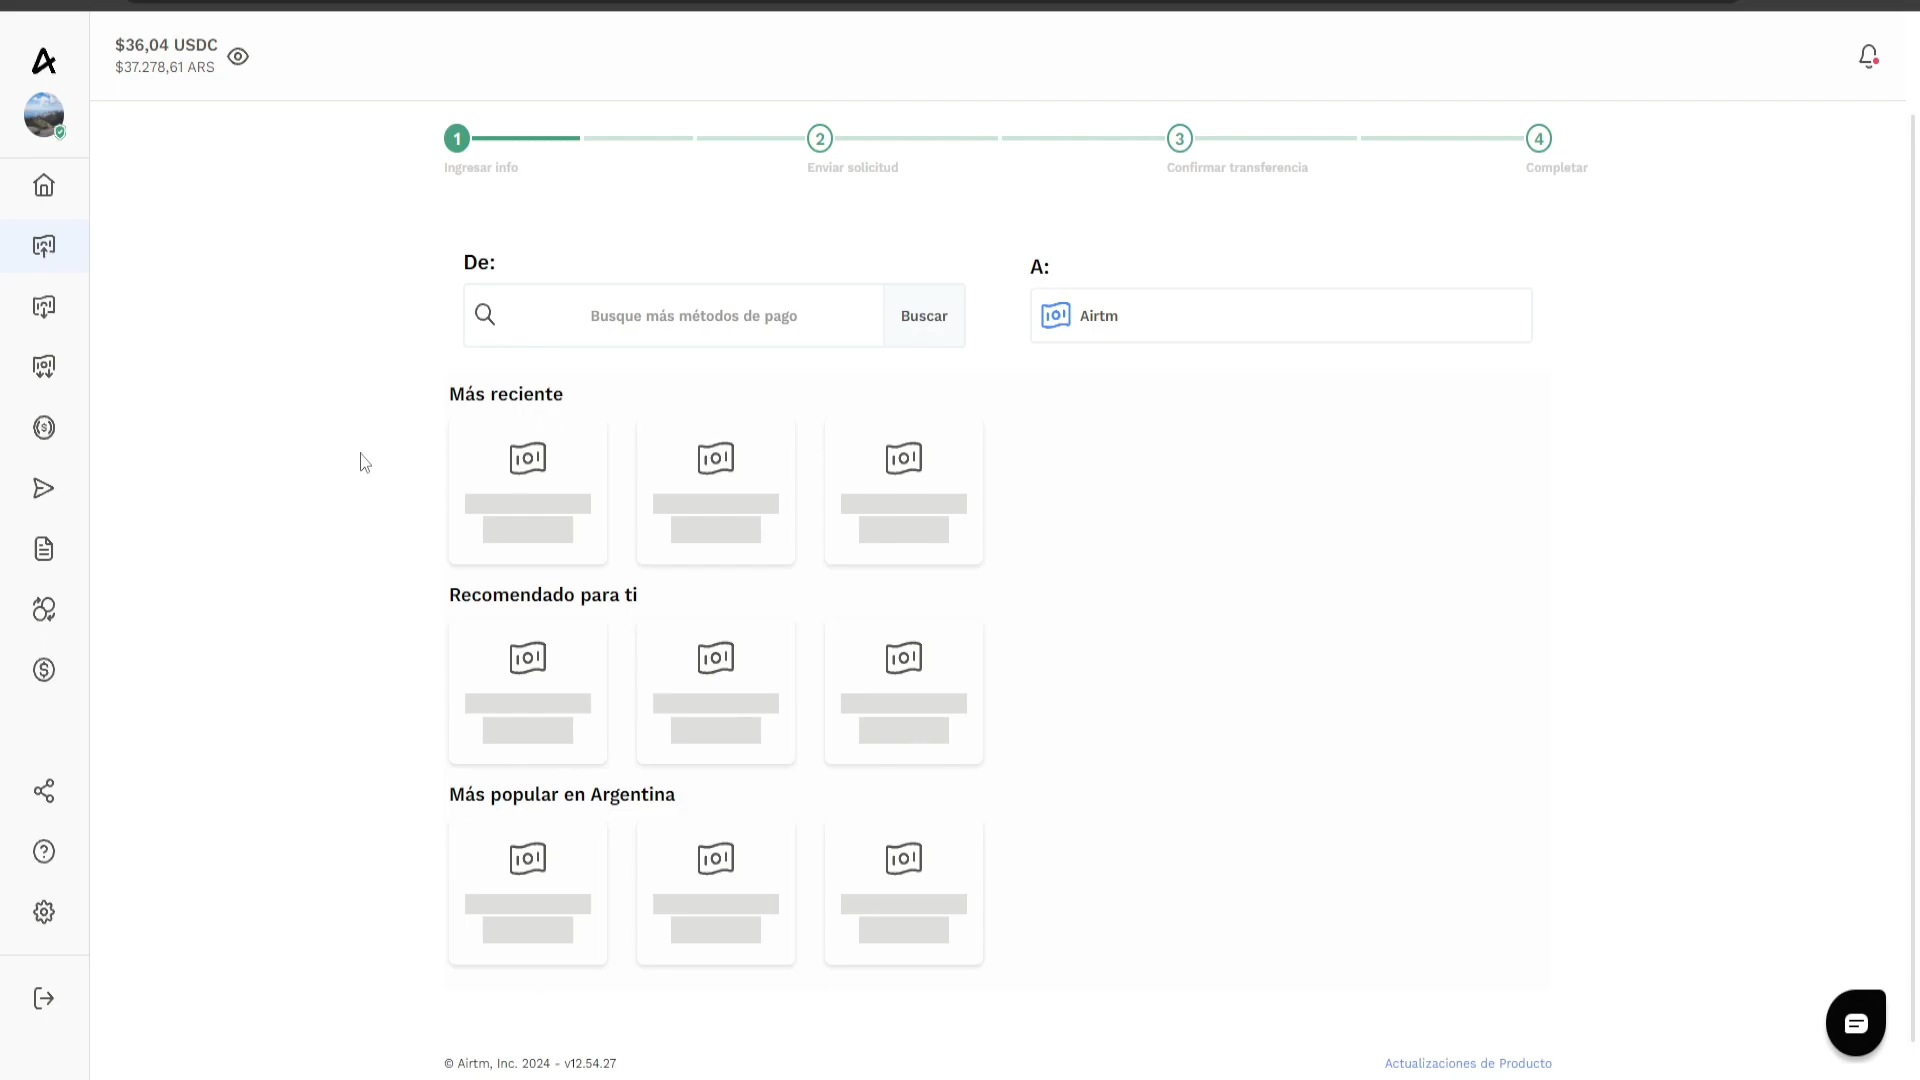 $36,04 USDC
$37.278,61 ARS
1
2
3
4
Ingresar info
Enviar solicitud
Confirmar transferencia
Completar
De:
A:
Busque más métodos de pago
Buscar
Airtm
Más reciente
Recomendado para ti
Más popular en Argentina
© Airtm, Inc. 2024 - v12.54.27
Actualizaciones de Producto